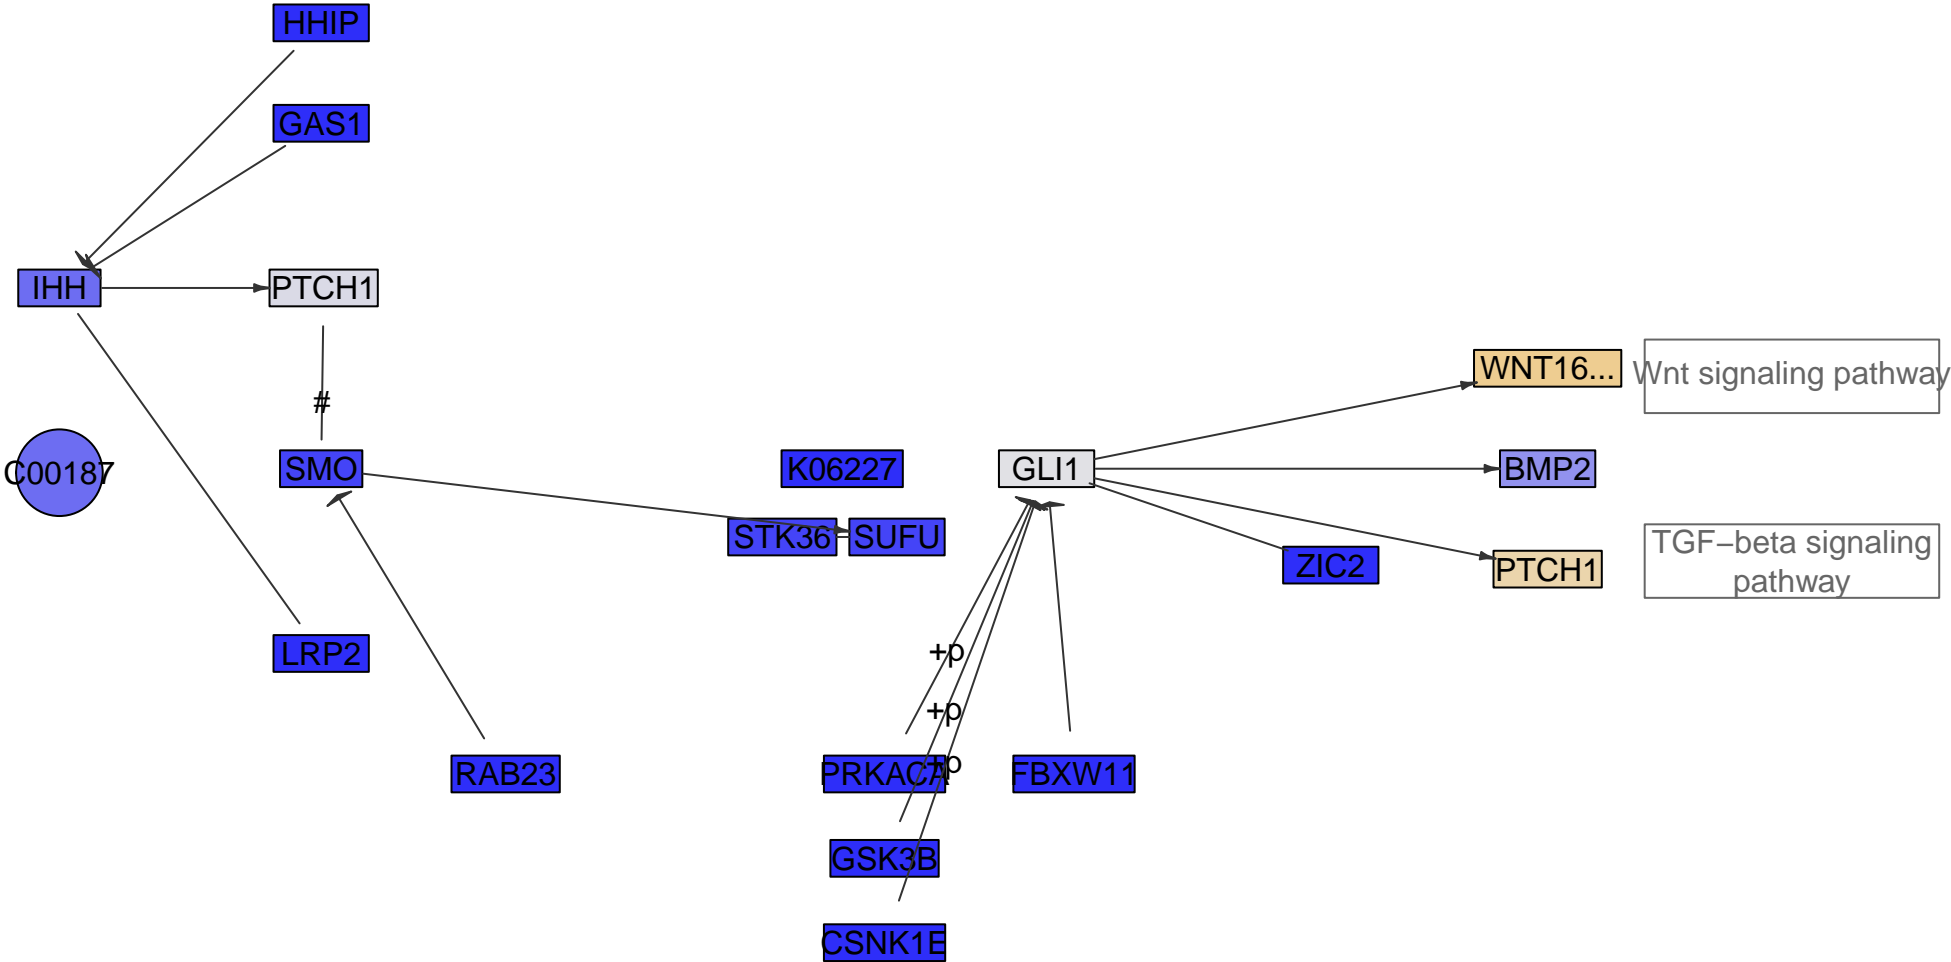 HHIP
GAS1
IHH
PTCH1
WNT16...
Wnt signaling pathway
#
C00187
SMO
K06227
GLI1
BMP2
STK36
SUFU
ZIC2
PTCH1
TGF−beta signaling
pathway
LRP2
+p
+p
RAB23
PRKACA
+p
FBXW11
GSK3B
CSNK1E